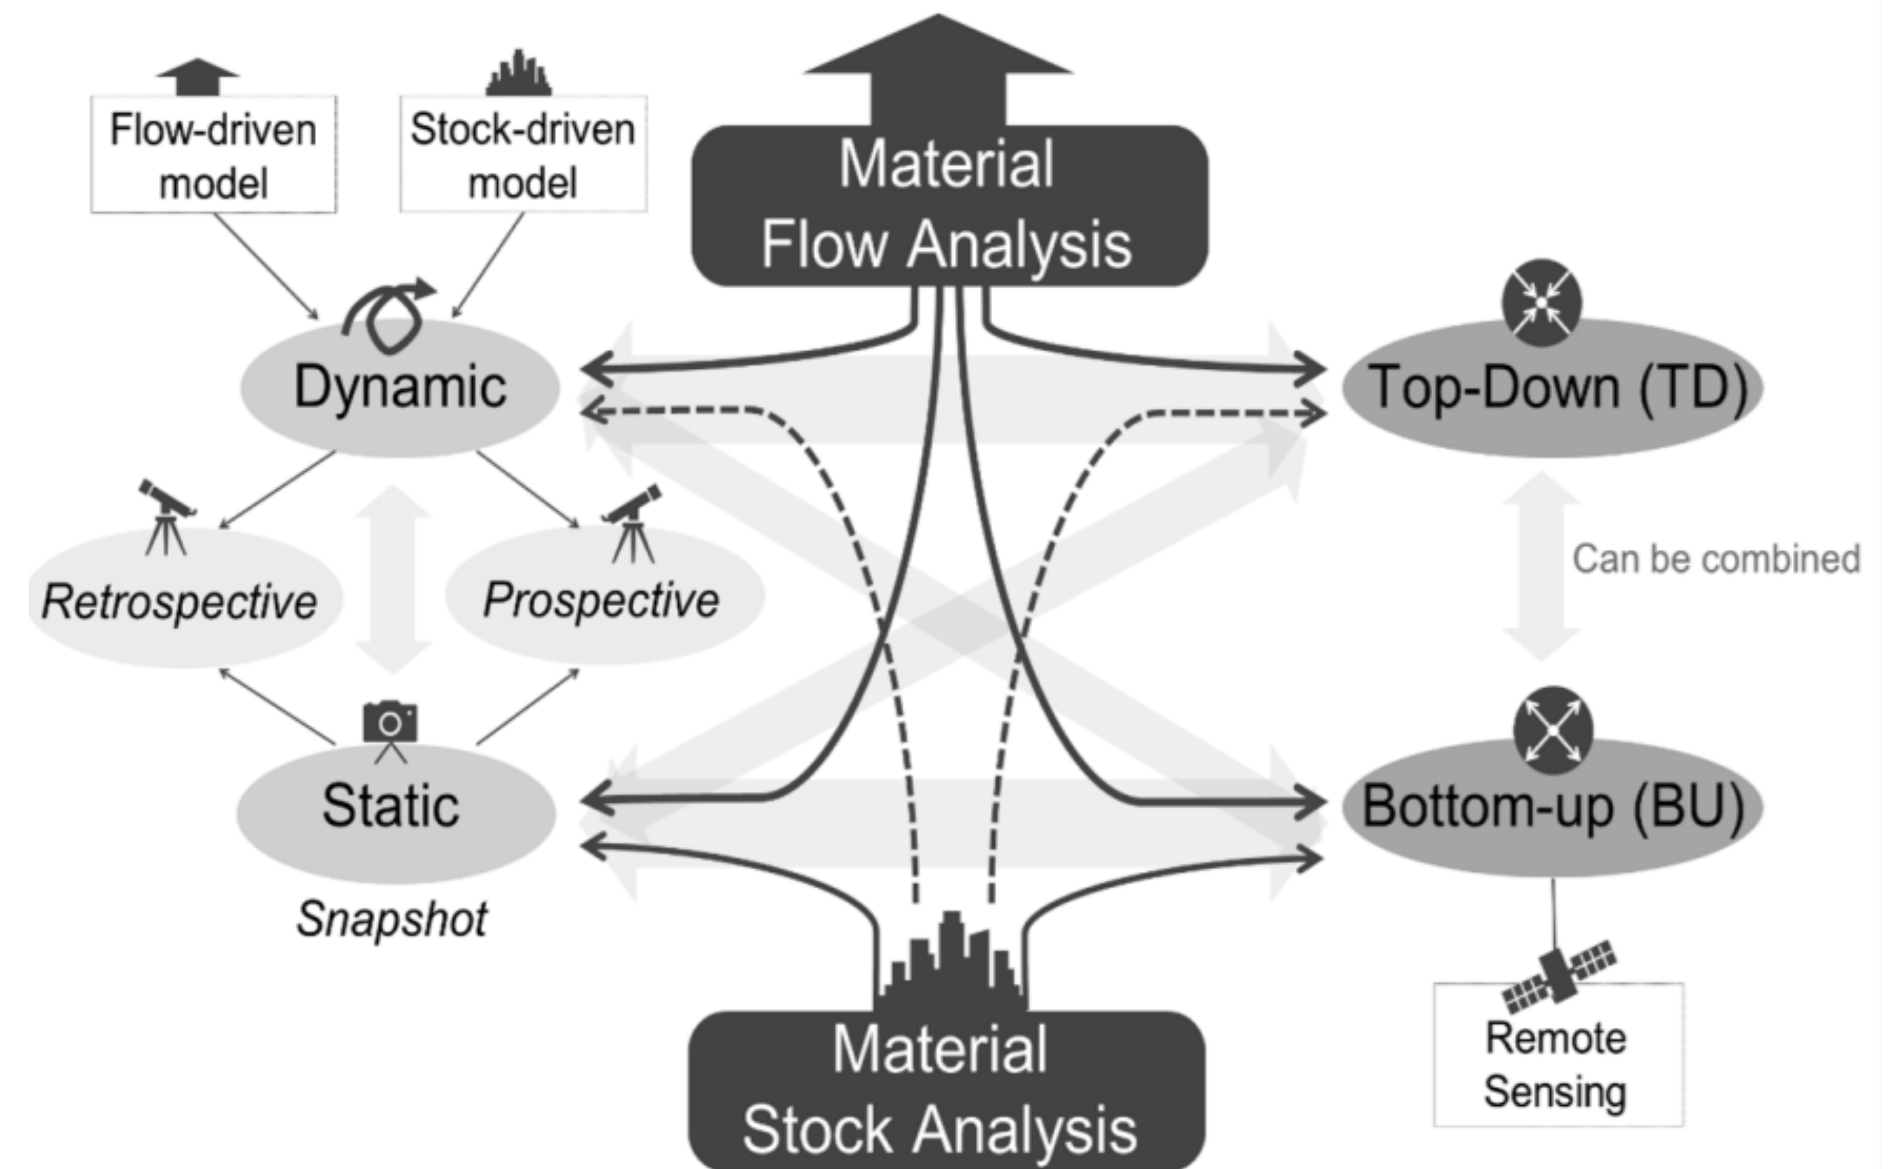 Flow-driven
model
Stock-driven
model
Material
Flow Analysis
Dynamic
Top-Down (TD)
Retrospective
Prospective
Can be combined
Static
Bottom-up (BU)
Snapshot
Material
Stock Analysis
Remote
Sensing